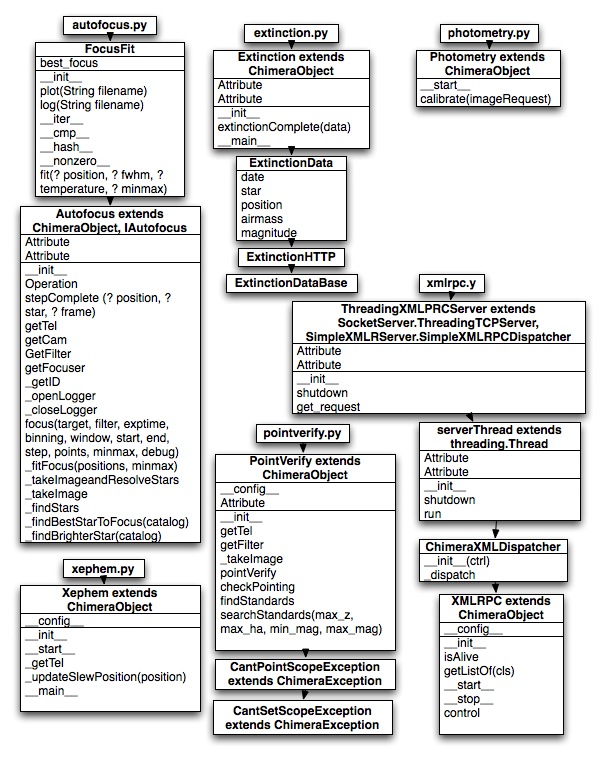 autofocus.py
FocusFit
best_focus
__init__
plot(String filename)
log(String filename)
__iter__
__cmp__
__hash__
__nonzero__
fit(? position, ? fwhm, ?
temperature, ? minmax)
Autofocus extends
ChimeraObject, IAutofocus
Attribute
Attribute
__init__
Operation
stepComplete (? position, ?
star, ? frame)
getTel
getCam
GetFilter
getFocuser
_getID
_openLogger
_closeLogger
focus(target, filter, exptime,
binning, window, start, end,
step, points, minmax, debug)
_fitFocus(positions, minmax)
_takeImageandResolveStars
_takeImage
_findStars
_findBestStarToFocus(catalog)
_findBrighterStar(catalog)
xephem.py
Xephem extends
ChimeraObject
__config__
__init__
__start__
_getTel
_updateSlewPosition(position)
__main__
extinction.py
Extinction extends
ChimeraObject
Attribute
Attribute
__init__
extinctionComplete(data)
__main__
ExtinctionData
date
star
position
airmass
magnitude
ExtinctionHTTP
ExtinctionDataBase
pointverify.py
PointVerify extends
ChimeraObject
__config__
Attribute
__init__
getTel
getFilter
_takeImage
pointVerify
checkPointing
findStandards
searchStandards(max_z,
max_ha, min_mag, max_mag)
CantPointScopeException
extends ChimeraException
CantSetScopeException
extends ChimeraException
photometry.py
Photometry extends
ChimeraObject
__start__
calibrate(imageRequest)
xmlrpc.y
ThreadingXMLPRCServer extends
SocketServer.ThreadingTCPServer,
SimpleXMLRServer.SimpleXMLRPCDispatcher
Attribute
Attribute
__init__
shutdown
get_request
serverThread extends
threading.Thread
Attribute
Attribute
__init__
shutdown
run
ChimeraXMLDispatcher
__init__(ctrl)
_dispatch
XMLRPC extends
ChimeraObject
__config__
__init__
isAlive
getListOf(cls)
__start__
__stop__
control